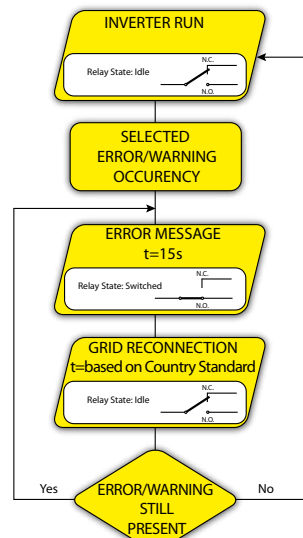 INVERTER RUN
N.C.
Relay State: Idle
N.O.
SELECTED
ERROR/WARNING
OCCURENCY
ERROR MESSAGE
t=15s
N.C.
Relay State: Switched
N.O.
GRID RECONNECTION
t=based on Country Standard
N.C.
Relay State: Idle
N.O.
Yes
No
ERROR/WARNING
STILL
PRESENT